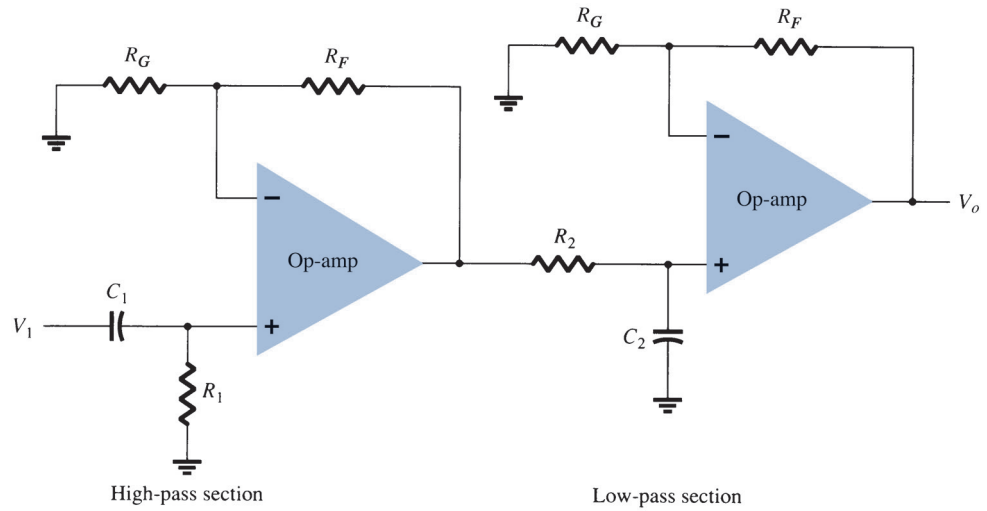 R_G
R_F
R_G
R_F
−
Op-amp
+
−
Op-amp
+
V_o
R_2
C_1
V_1
R_1
C_2
High-pass section
Low-pass section